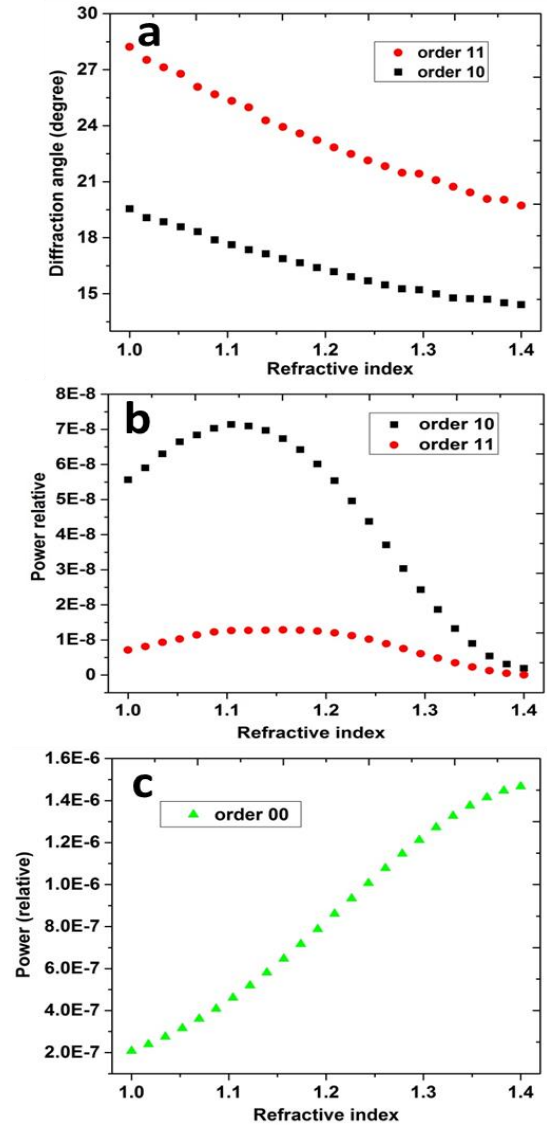 a
order 11
order 10
30
27
24
21
18
15
Diffraction angle (degree)
1.0 1.1 1.2 1.3 1.4
Refractive index
b
order 10
order 11
8E-8
7E-8
6E-8
5E-8
4E-8
3E-8
2E-8
1E-8
0
Power relative
1.0 1.1 1.2 1.3 1.4
Refractive index
c
order 00
1.6E-6
1.4E-6
1.2E-6
1.0E-6
8.0E-7
6.0E-7
4.0E-7
2.0E-7
Power (relative)
1.0 1.1 1.2 1.3 1.4
Refractive index